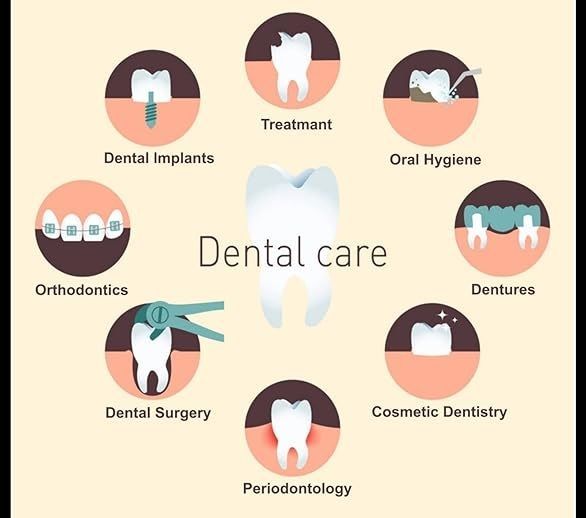 Treatmant
Dental Implants
Oral Hygiene
Dental care
Orthodontics
Dentures
Dental Surgery
Cosmetic Dentistry
Periodontology